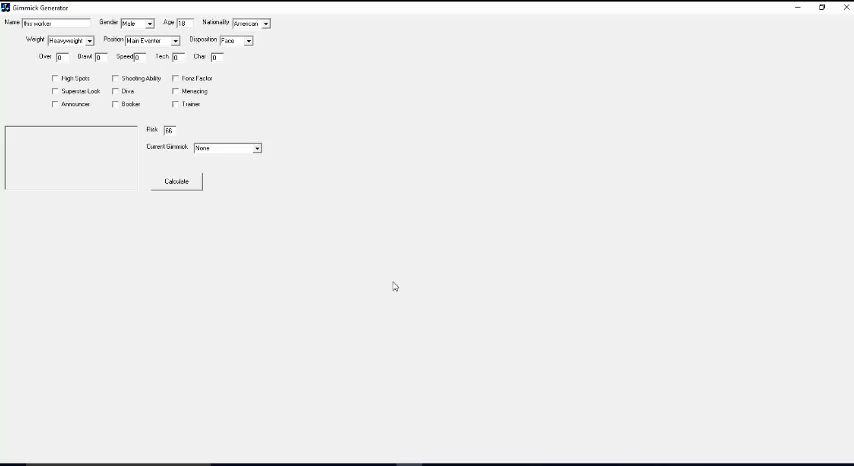 Gimmick Generator
Name this worker Gender Male Age 18 Nationality American
Weight Heavyweight Position Main Eventer Disposition Face
Over 0 Brawl 0 Speed 0 Tech 0 Char 0
High Spots Shooting Ability Fonz Factor
Superstar Look Diva Menacing
Announcer Booker Trainer
Risk 66
Current Gimmick None
Calculate